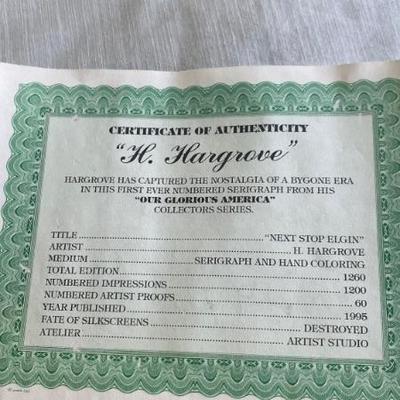 CERTIFICATE OF AUTHENTICITY
"H. Hargrove"
HARGROVE HAS CAPTURED THE NOSTALGIA OF A BYGONE ERA
IN THIS FIRST EVER NUMBERED SERIGRAPH FROM HIS
"OUR GLORIOUS AMERICA"
COLLECTORS SERIES.
TITLE "NEXT STOP ELGIN"
ARTIST H. HARGROVE
MEDIUM SERIGRAPH AND HAND COLORING
TOTAL EDITION 1260
NUMBERED IMPRESSIONS 1200
NUMBERED ARTIST PROOFS 60
YEAR PUBLISHED 1995
FATE OF SILKSCREENS DESTROYED
ATELIER ARTIST STUDIO